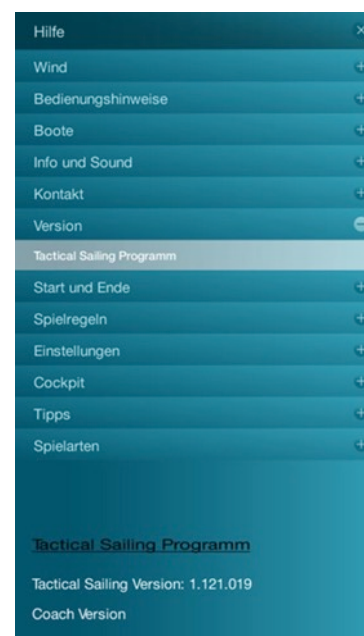 Hilfe
Wind
Bedienungshinweise
Boote
Info und Sound
Kontakt
Version
Tactical Sailing Programm
Start und Ende
Spielregeln
Einstellungen
Cockpit
Tipps
Spielarten
Tactical Sailing Programm
Tactical Sailing Version: 1.121.019
Coach Version